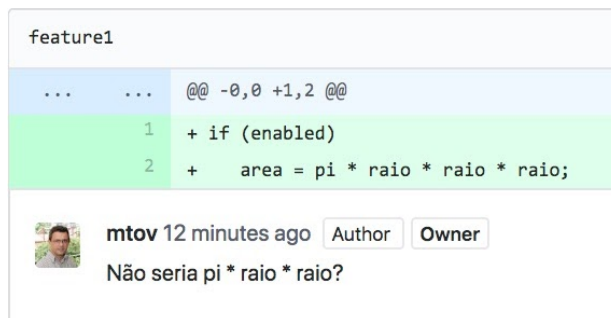 feature1
... ... @@ -0,0 +1,2 @@
1 + if (enabled)
2 + area = pi * raio * raio * raio;
mtov 12 minutes ago Author Owner
Não seria pi * raio * raio?